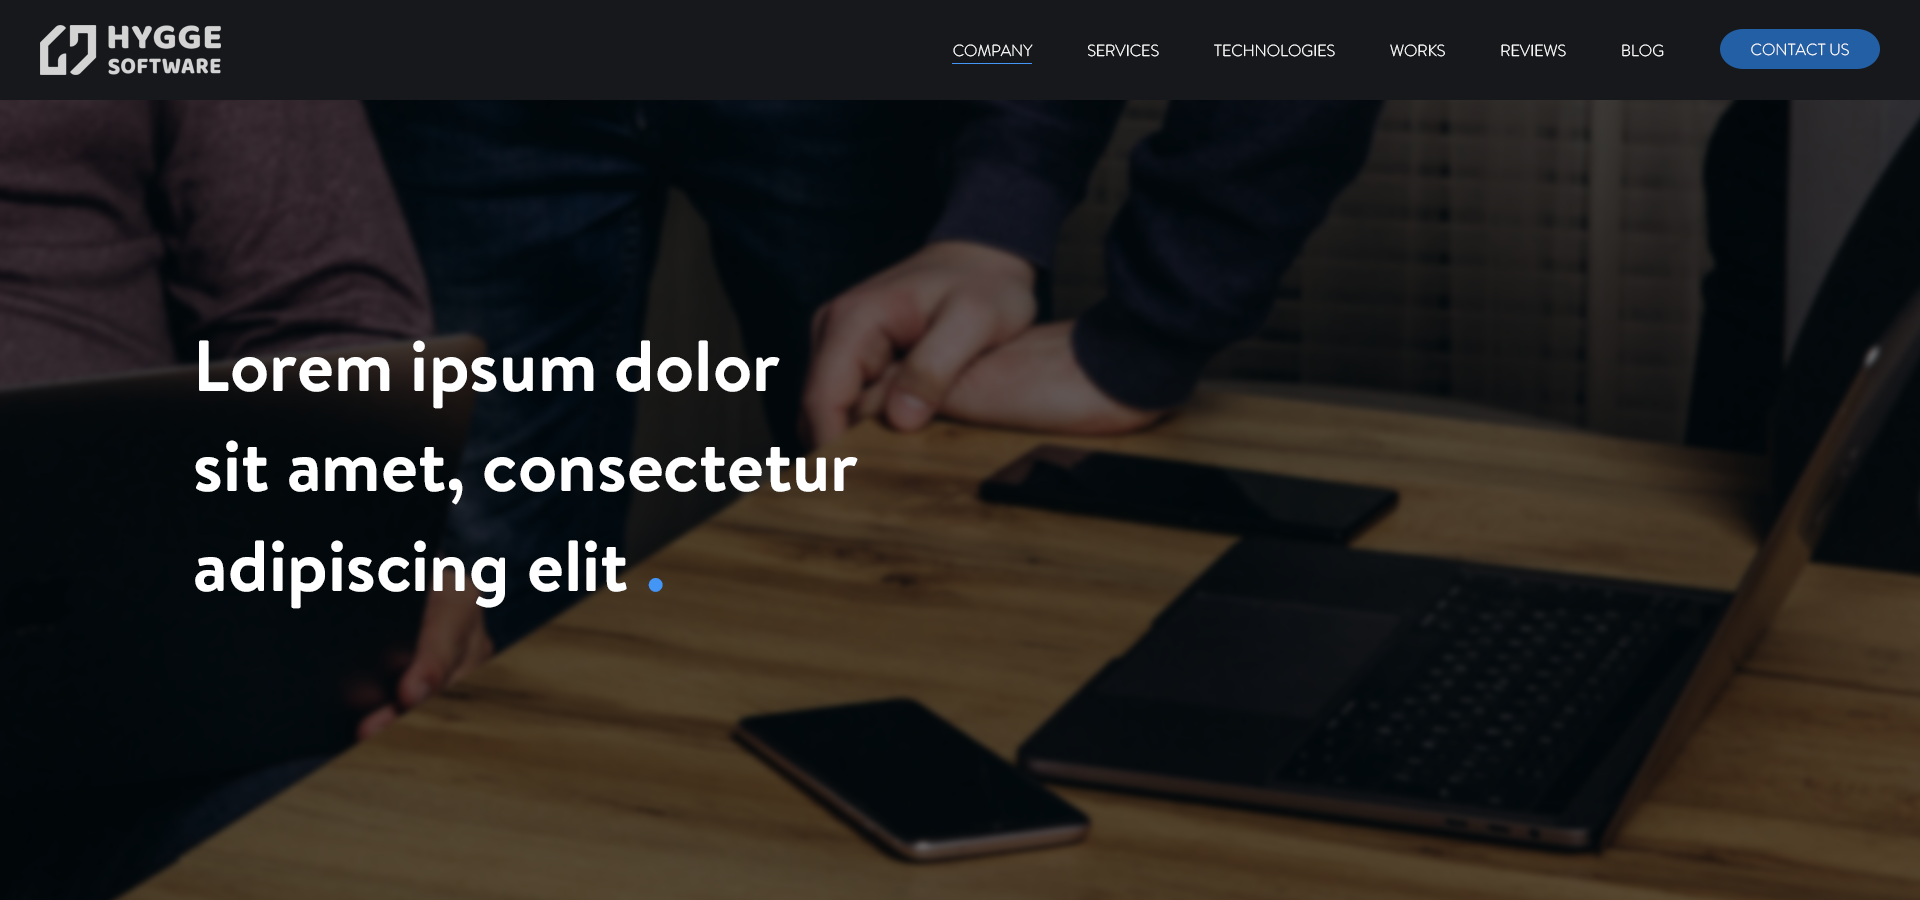 HYGGE
SOFTWARE
COMPANY
SERVICES
TECHNOLOGIES
WORKS
REVIEWS
BLOG
CONTACT US
Lorem ipsum dolor
sit amet, consectetur
adipiscing elit .